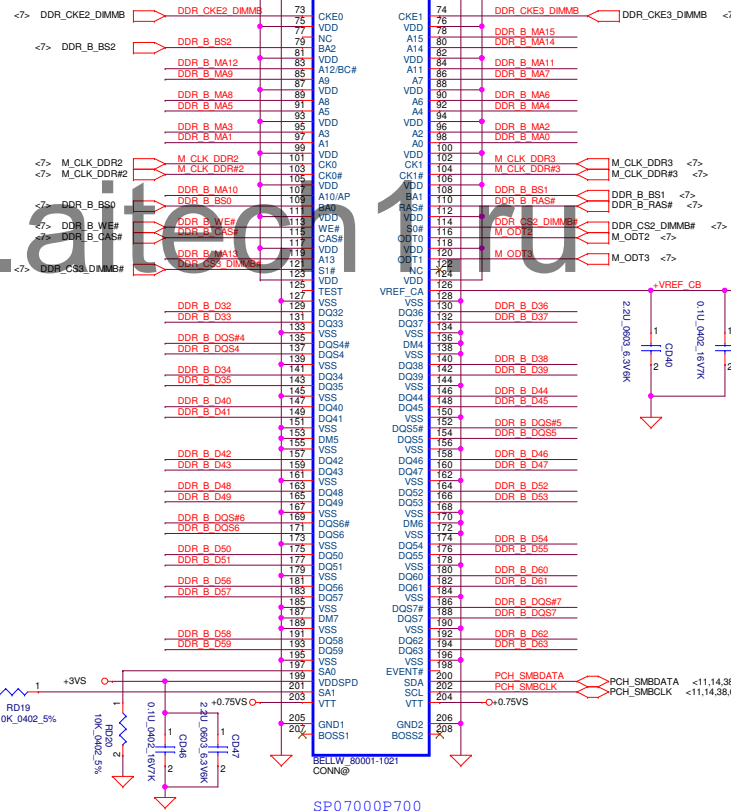 <7> DDR_CKE2_DIMMB DDR_CKE2_DIMMB 73 CKE0 CKE1 74 DDR_CKE3_DIMMB DDR_CKE3_DIMMB
75 VDD VDD 76
77 NC A15 78 DDR_B_MA15
<7> DDR_B_BS2 DDR_B_BS2 79 BA2 A14 80 DDR_B_MA14
81 VDD VDD 82
DDR_B_MA12 83 A12/BC# A11 84 DDR_B_MA11
DDR_B_MA9 85 A9 A7 86 DDR_B_MA7
87 VDD VDD 88
DDR_B_MA8 89 A8 A6 90 DDR_B_MA6
DDR_B_MA5 91 A5 A4 92 DDR_B_MA4
93 VDD VDD 94
DDR_B_MA3 95 A3 A2 96 DDR_B_MA2
DDR_B_MA1 97 A1 A0 98 DDR_B_MA0
99 VDD VDD 100
<7> M_CLK_DDR2 M_CLK_DDR2 101 CK0 CK1 102 M_CLK_DDR3 M_CLK_DDR3 <7>
<7> M_CLK_DDR#2 M_CLK_DDR#2 103 CK0# CK1# 104 M_CLK_DDR#3 M_CLK_DDR#3 <7>
105 VDD VDD 106
DDR_B_MA10 107 A10/AP BA1 108 DDR_B_BS1 DDR_B_BS1 <7>
<7> DDR_B_BS0 DDR_B_BS0 109 BA0 RAS# 110 DDR_B_RAS# DDR_B_RAS# <7>
111 VDD VDD 112
<7> DDR_B_WE# DDR_B_WE# 113 WE# S0# 114 DDR_CS2_DIMMB# DDR_CS2_DIMMB# <7>
<7> DDR_B_CAS# DDR_B_CAS# 115 CAS# ODT0 116 M_ODT2 M_ODT2 <7>
117 VDD VDD 118
DDR_B_MA13 119 A13 ODT1 120 M_ODT3 M_ODT3 <7>
<7> DDR_CS3_DIMMB# DDR_CS3_DIMMB# 121 S1# NC 122
123 VDD VDD 124
125 TEST VREF_CA 126 +VREF_CB
127 VSS VSS 128
DDR_B_D32 129 DQ32 DQ36 130 DDR_B_D36
DDR_B_D33 131 DQ33 DQ37 132 DDR_B_D37
133 VSS VSS 134
DDR_B_DQS#4 135 DQS4# DM4 136
DDR_B_DQS4 137 DQS4 VSS 138
139 VSS DQ38 140 DDR_B_D38
DDR_B_D34 141 DQ34 DQ39 142 DDR_B_D39
DDR_B_D35 143 DQ35 VSS 144
145 VSS DQ44 146 DDR_B_D44
DDR_B_D40 147 DQ40 DQ45 148 DDR_B_D45
DDR_B_D41 149 DQ41 VSS 150
151 VSS DQS5# 152 DDR_B_DQS#5
153 DM5 DQS5 154 DDR_B_DQS5
155 VSS VSS 156
DDR_B_D42 157 DQ42 DQ46 158 DDR_B_D46
DDR_B_D43 159 DQ43 DQ47 160 DDR_B_D47
161 VSS VSS 162
DDR_B_D48 163 DQ48 DQ52 164 DDR_B_D52
DDR_B_D49 165 DQ49 DQ53 166 DDR_B_D53
167 VSS VSS 168
DDR_B_DQS#6 169 DQS6# DM6 170
DDR_B_DQS6 171 DQS6 VSS 172
173 VSS DQ54 174 DDR_B_D54
DDR_B_D50 175 DQ50 DQ55 176 DDR_B_D55
DDR_B_D51 177 DQ51 VSS 178
179 VSS DQ60 180 DDR_B_D60
DDR_B_D56 181 DQ56 DQ61 182 DDR_B_D61
DDR_B_D57 183 DQ57 VSS 184
185 VSS DQS7# 186 DDR_B_DQS#7
187 DM7 DQS7 188 DDR_B_DQS7
189 VSS VSS 190
DDR_B_D58 191 DQ58 DQ62 192 DDR_B_D62
DDR_B_D59 193 DQ59 DQ63 194 DDR_B_D63
195 VSS VSS 196
197 SA0 EVENT# 198
+3VS 199 VDDSPD SDA 200 PCH_SMBDATA PCH_SMBDATA <11,14,38
201 SA1 SCL 202 PCH_SMBCLK PCH_SMBCLK <11,14,38,
+0.75VS 203 VTT VTT 204 +0.75VS
205 GND1 GND2 206
207 BOSS1 BOSS2 208
BELLW_80001-1021
CONN@
SP07000P700
1 RD19
0K_0402_5%
1 RD20 2
10K_0402_5%
1 CD46 2
0.1U_0402_16V7K
1 CD47 2
2.2U_0603_6.3V6K
1 CD40 2
2.2U_0603_6.3V6K
1 2
0.1U_0402_16V7K
.aitech1.ru